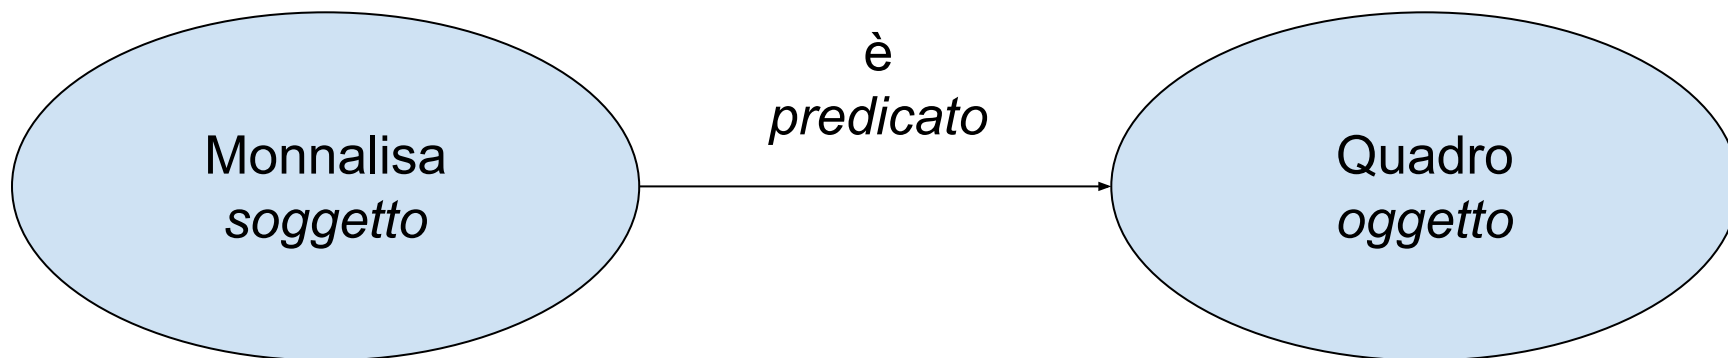 Monnalisa
soggetto
è
predicato
Quadro
oggetto